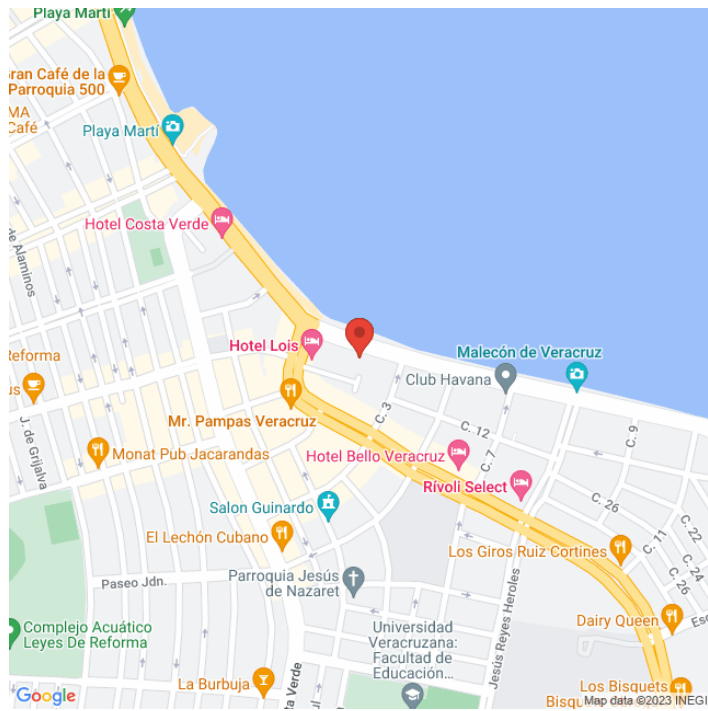 Playa Martí
Gran Café de la
Parroquia 500
MA
Café
Playa Martí
Hotel Costa Verde
de Alaminos
Hotel Lois
Malecón de Veracruz
Reforma
Club Havana
C. 3
Mr. Pampas Veracruz
C. 12
C. 9
J. de Grijalva
Monat Pub Jacarandas
Hotel Bello Veracruz
C. 7
Rívoli Select
Salon Guinardo
C. 26
C. 11
C. 22
El Lechón Cubano
Los Giros Ruiz Cortines
C. 24
C. 26
Paseo Jdn.
Parroquia Jesús
de Nazaret
Jesús Reyes Heroles
Dairy Queen
Complejo Acuático
Leyes De Reforma
Universidad
Veracruzana:
Facultad de
Educación...
La Burbuja
Verde
Los Bisquets
Google
Map data ©2023 INEGI